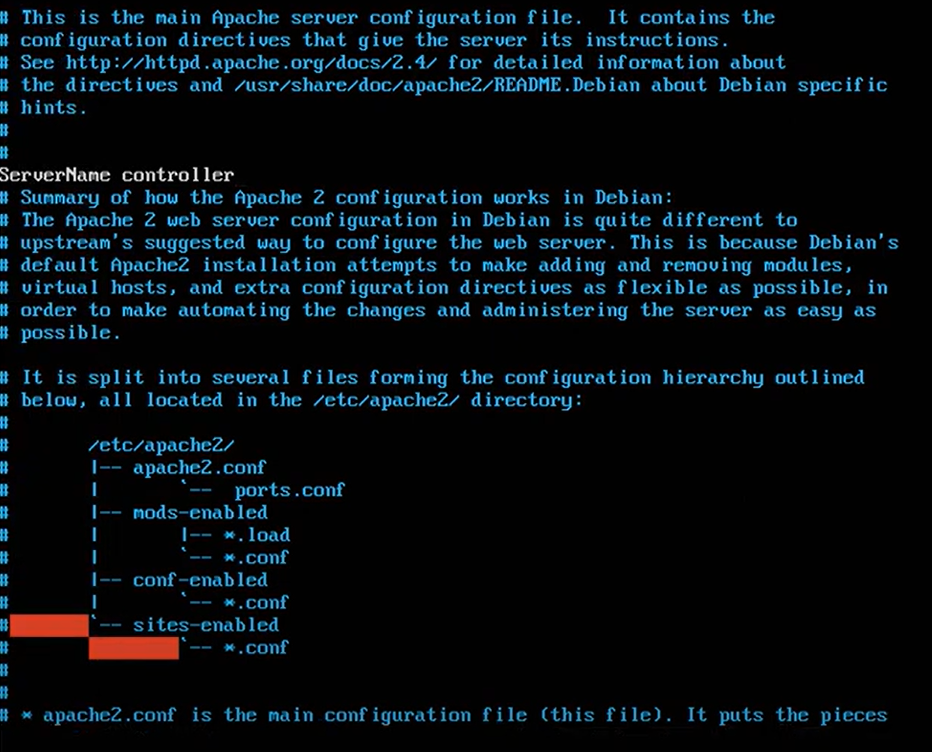 # This is the main Apache server configuration file.  It contains the
# configuration directives that give the server its instructions.
# See http://httpd.apache.org/docs/2.4/ for detailed information about
# the directives and /usr/share/doc/apache2/README.Debian about Debian specific
# hints.
#
#
ServerName controller
# Summary of how the Apache 2 configuration works in Debian:
# The Apache 2 web server configuration in Debian is quite different to
# upstream's suggested way to configure the web server. This is because Debian's
# default Apache2 installation attempts to make adding and removing modules,
# virtual hosts, and extra configuration directives as flexible as possible, in
# order to make automating the changes and administering the server as easy as
# possible.

# It is split into several files forming the configuration hierarchy outlined
# below, all located in the /etc/apache2/ directory:
#
#       /etc/apache2/
#       |-- apache2.conf
#       |       `--  ports.conf
#       |-- mods-enabled
#       |       |-- *.load
#       |       `-- *.conf
#       |-- conf-enabled
#       |       `-- *.conf
#       `-- sites-enabled
#               `-- *.conf
#
#
# * apache2.conf is the main configuration file (this file). It puts the pieces